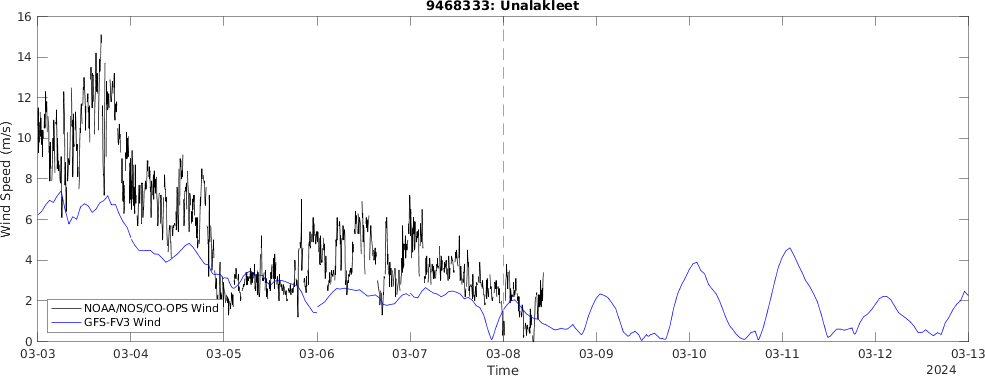 9468333: Unalakleet
Wind Speed (m/s)
16
14
12
10
8
6
4
2
0
NOAA/NOS/CO-OPS Wind
GFS-FV3 Wind
03-03 03-04 03-05 03-06 03-07 03-08 03-09 03-10 03-11 03-12 03-13
Time
2024